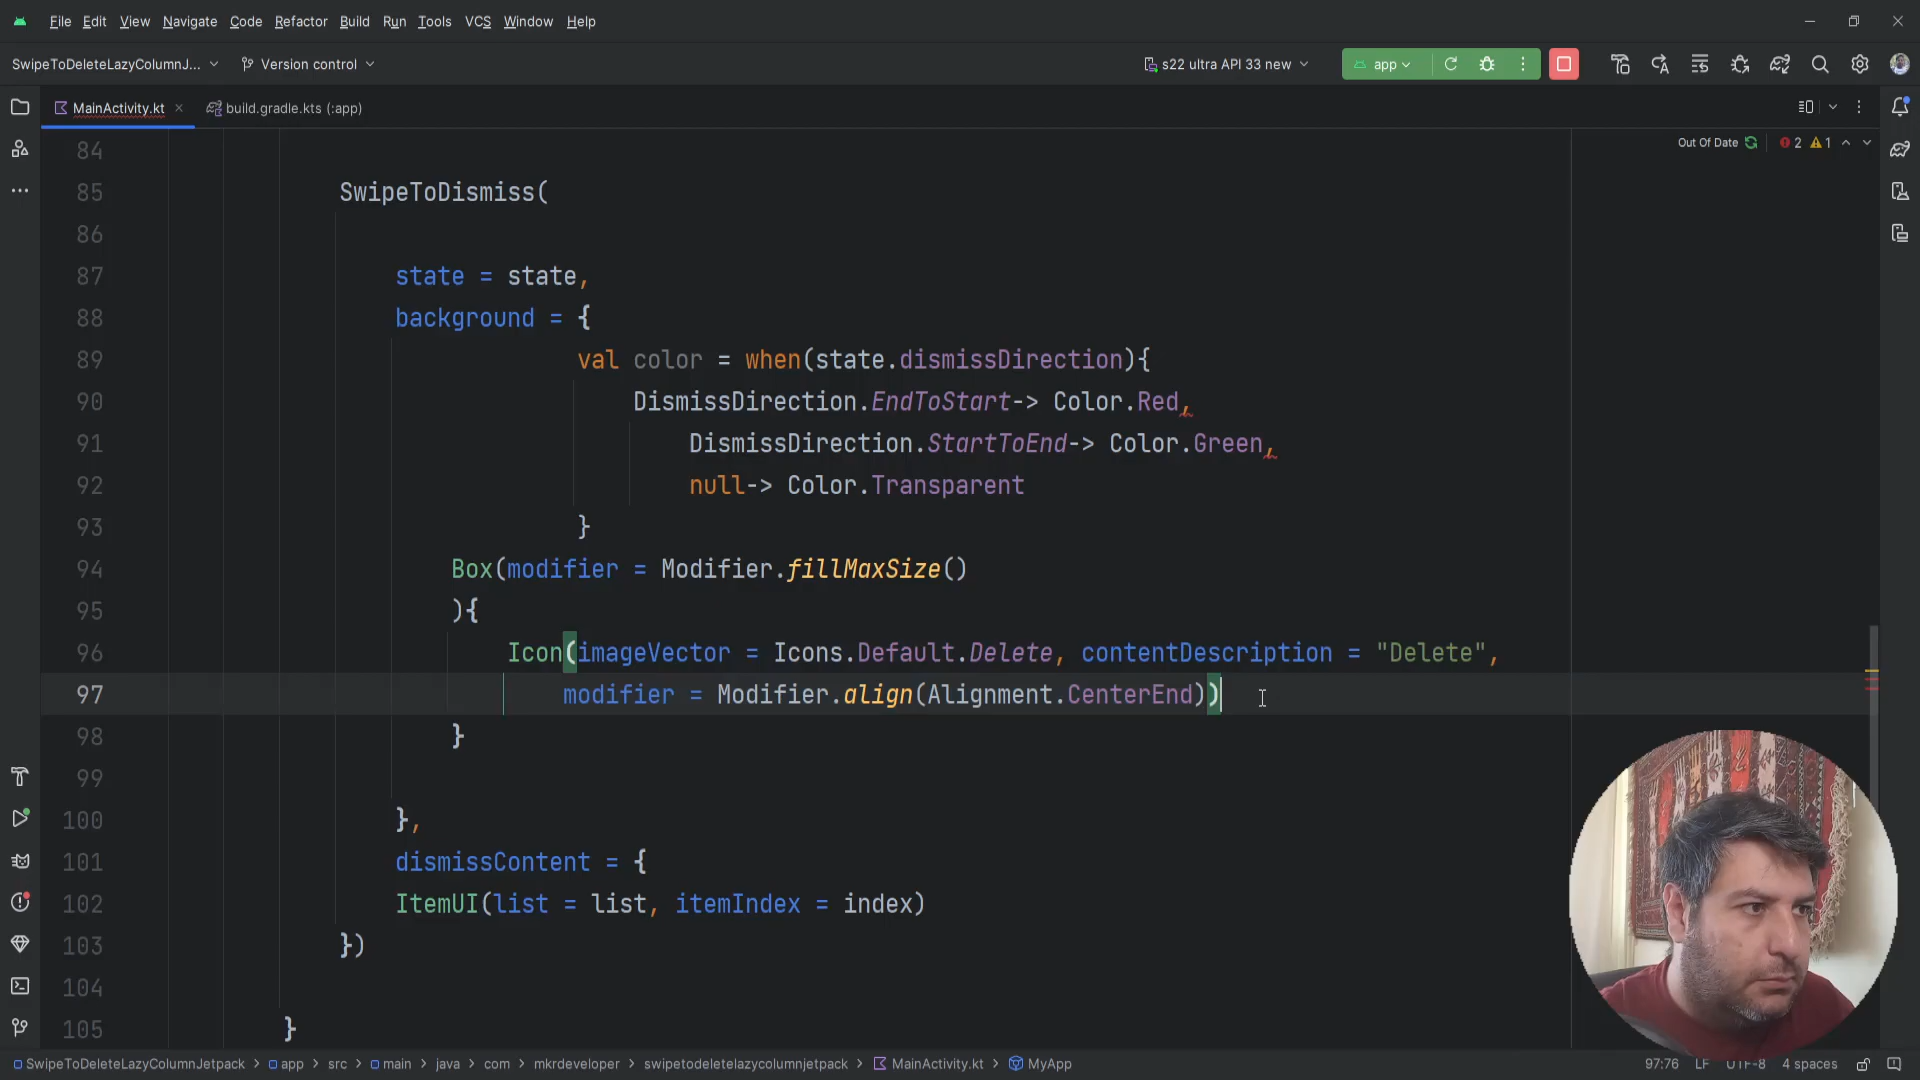 File Edit View Navigate Code Refactor Build Run Tools VCS Window Help
SwipeToDeleteLazyColumnJ... Version control s22 ultra API 33 new app
MainActivity.kt build.gradle.kts (:app)
Out Of Date 2 1
84
85 SwipeToDismiss(
86
87 state = state,
88 background = {
89 val color = when(state.dismissDirection){
90 DismissDirection.EndToStart-> Color.Red,
91 DismissDirection.StartToEnd-> Color.Green,
92 null-> Color.Transparent
93 }
94 Box(modifier = Modifier.fillMaxSize()
95 ){
96 Icon(imageVector = Icons.Default.Delete, contentDescription = "Delete",
97 modifier = Modifier.align(Alignment.CenterEnd))
98 }
99
100 },
101 dismissContent = {
102 ItemUI(list = list, itemIndex = index)
103 })
104
105 }
SwipeToDeleteLazyColumnJetpack > app > src > main > java > com > mkrdeveloper > swipetodeletelazycolumnjetpack > MainActivity.kt > MyApp 97:76 LF UTF-8 4 spaces